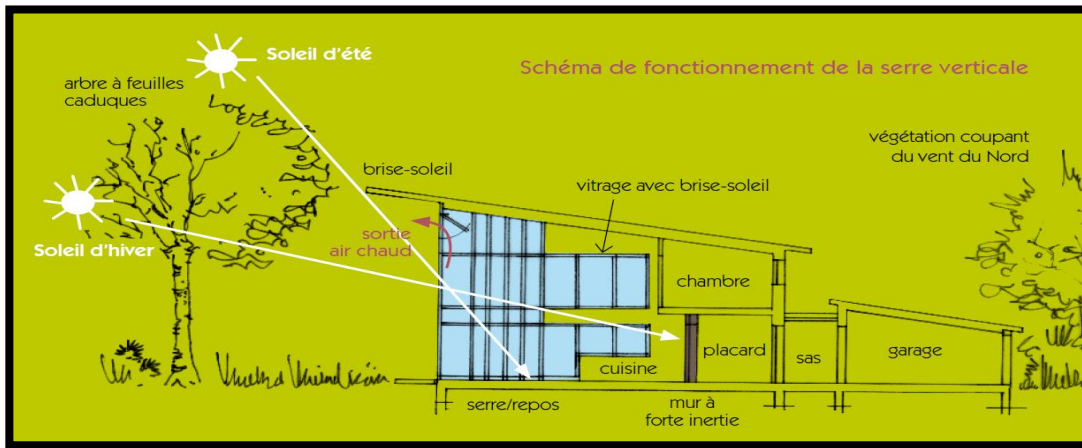 Soleil d'été
Schéma de fonctionnement de la serre verticale
arbre à feuilles
caduques
végétation coupant
du vent du Nord
brise-soleil
vitrage avec brise-soleil
Soleil d'hiver
sortie
air chaud
chambre
cuisine
placard
sas
garage
serre/repos
mur à
forte inertie